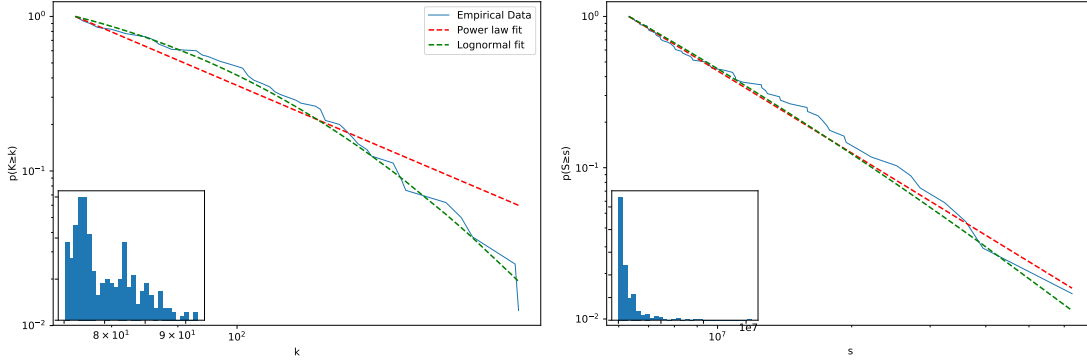 10⁰
10⁻¹
10⁻²
p(K≥k)
8 × 10¹
9 × 10¹
10²
k
Empirical Data
Power law fit
Lognormal fit
10⁰
10⁻¹
10⁻²
p(S≥s)
10⁷
1e7
s